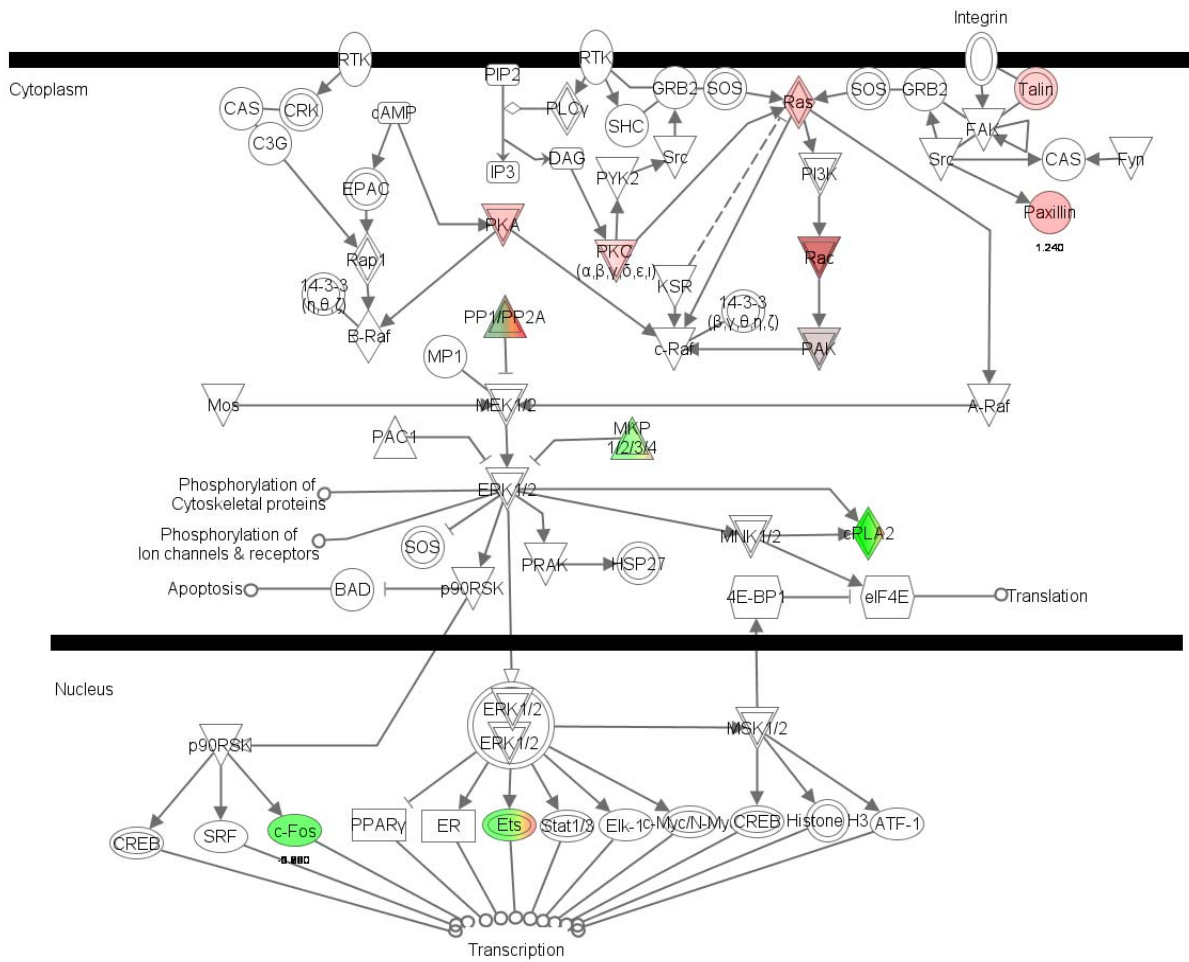 Integrin
RTK
RTK
Cytoplasm
PIP2
CAS
CRK
cAMP
PLCγ
GRB2
SOS
Ras
SOS
GRB2
Talin
C3G
SHC
FAK
IP3
DAG
PYK2
Src
PI3K
Src
CAS
Fyn
EPAC
PKA
PKC
(α,β,γ,δ,ε,ι)
Paxillin
1.240
Rap1
Rac
14-3-3
(η,θ,ζ)
KSR
14-3-3
(β,γ,θ,η,ζ)
B-Raf
PP1/PP2A
c-Raf
PAK
MP1
Mos
MEK1/2
A-Raf
PAC1
MKP
1/2/3/4
Phosphorylation of
Cytoskeletal proteins
ERK1/2
Phosphorylation of
Ion channels & receptors
SOS
PRAK
HSP27
MNK1/2
cPLA2
Apoptosis
BAD
p90RSK
4E-BP1
eIF4E
Translation
Nucleus
ERK1/2
ERK1/2
p90RSK
MSK1/2
CREB
SRF
c-Fos
PPARγ
ER
Ets
Stat1/3
Elk-1
c-Myc/N-My
CREB
Histone H3
ATF-1
Transcription